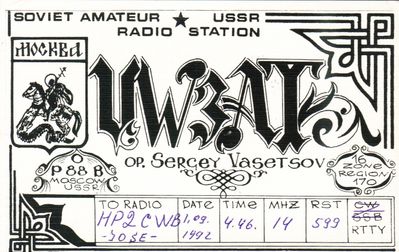 SOVIET AMATEUR ★ USSR
RADIO STATION
МОСКВА
UW3AT
OP. SERGEY VASETSOV
O
P 88 B
MOSCOW
USSR
16
ZONE
REGION
170
TO RADIO DATE TIME MHZ RST CW
HP2CWB 1.09. 4.46. 14 599 SSB
-JOSE- 1992 RTTY